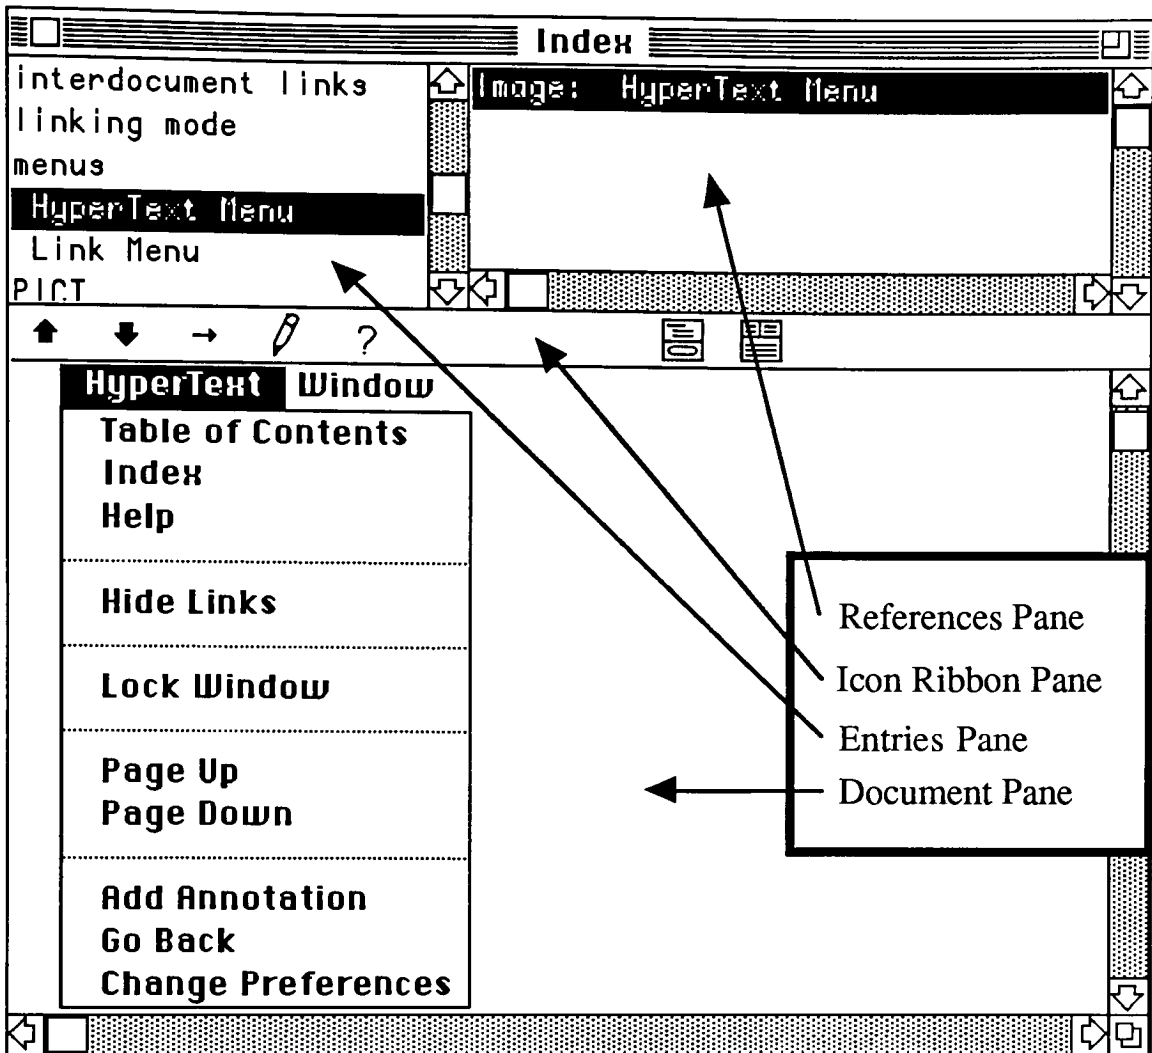 Index
interdocument links
linking mode
menus
HyperText Menu
Link Menu
PICT
Image: HyperText Menu
?
HyperText Window
Table of Contents
Index
Help
Hide Links
Lock Window
Page Up
Page Down
Add Annotation
Go Back
Change Preferences
References Pane
Icon Ribbon Pane
Entries Pane
Document Pane